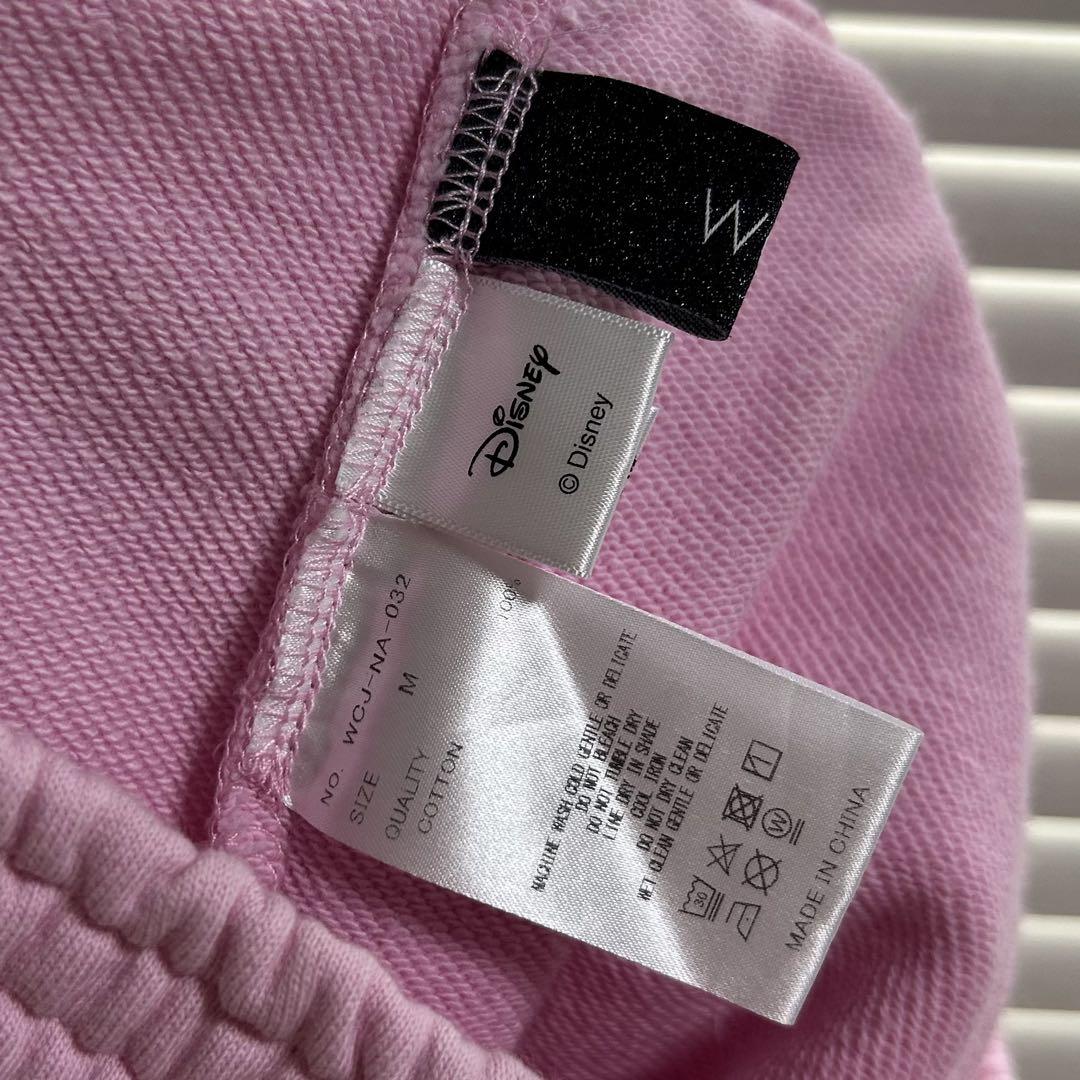 W
Disney
© Disney
NO. WCJ-NA-032
SIZE M
QUALITY
COTTON 100%
MACHINE WASH COLD GENTLE OR DELICATE
DO NOT BLEACH
DO NOT TUMBLE DRY
LINE DRY IN SHADE
COOL IRON
DO NOT DRY CLEAN
WET CLEAN GENTLE OR DELICATE
30
W
MADE IN CHINA